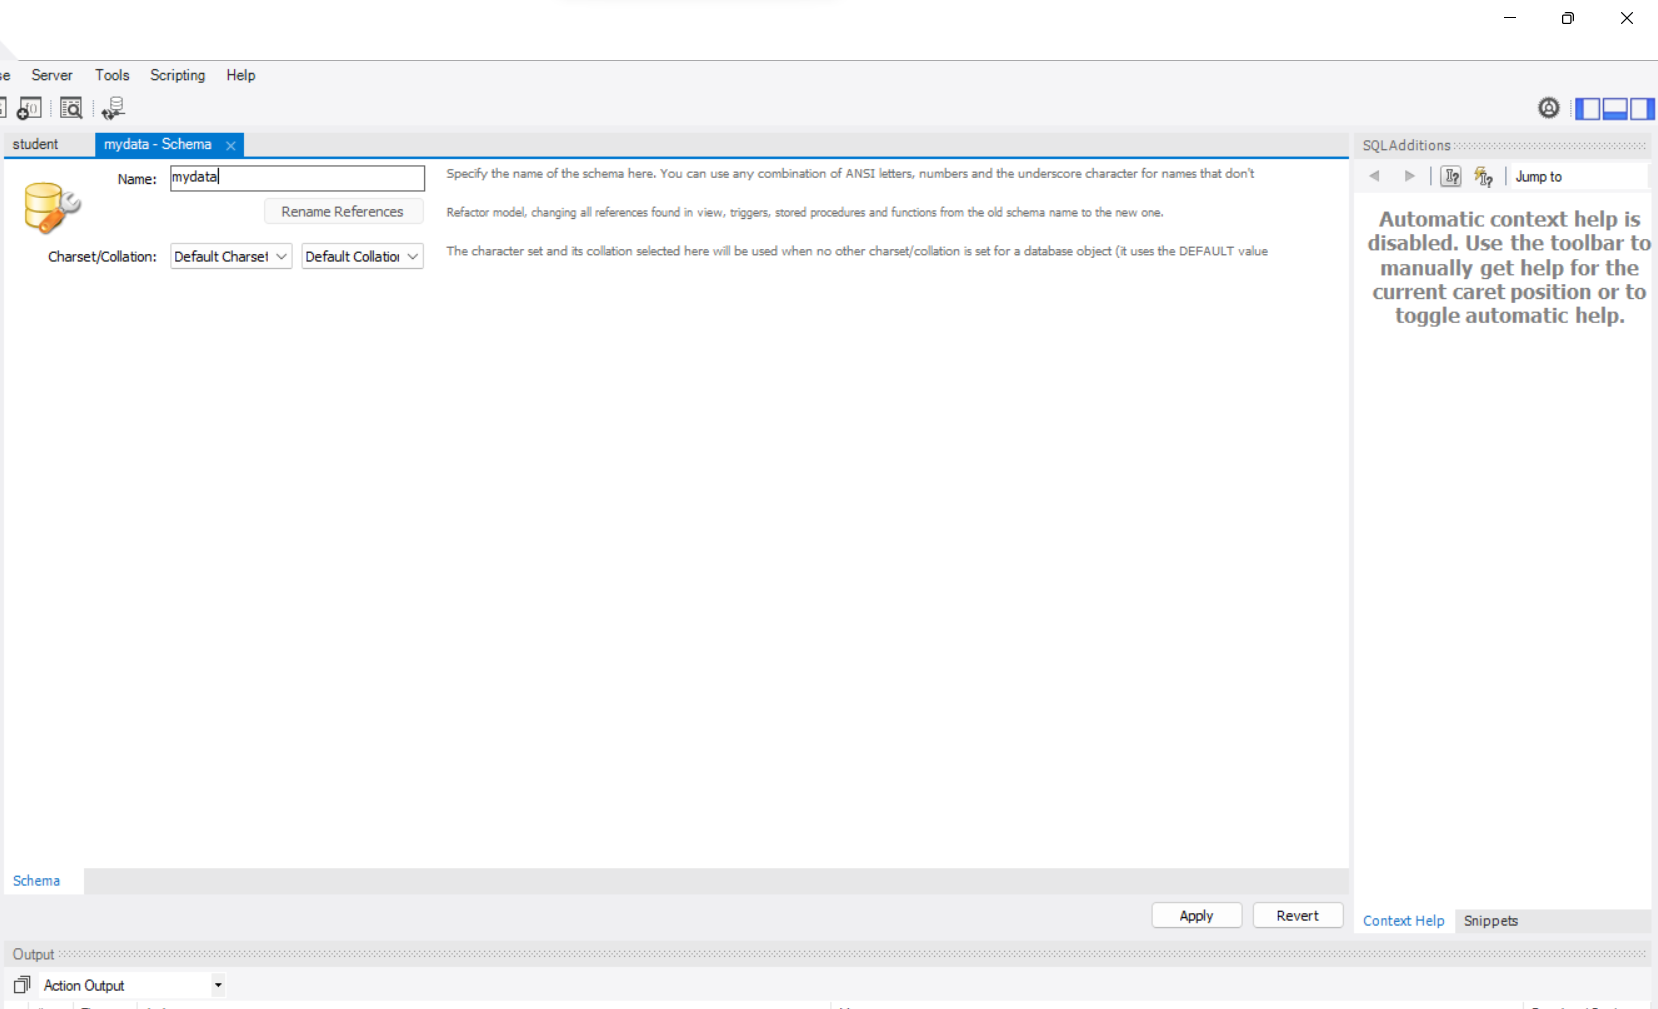 Server Tools Scripting Help
student mydata - Schema
SQLAdditions
Name: mydata
Specify the name of the schema here. You can use any combination of ANSI letters, numbers and the underscore character for names that don't
Jump to
Rename References
Refactor model, changing all references found in view, triggers, stored procedures and functions from the old schema name to the new one.
Charset/Collation: Default Charset Default Collation
The character set and its collation selected here will be used when no other charset/collation is set for a database object (it uses the DEFAULT value
Automatic context help is
disabled. Use the toolbar to
manually get help for the
current caret position or to
toggle automatic help.
Schema
Apply Revert
Context Help Snippets
Output
Action Output